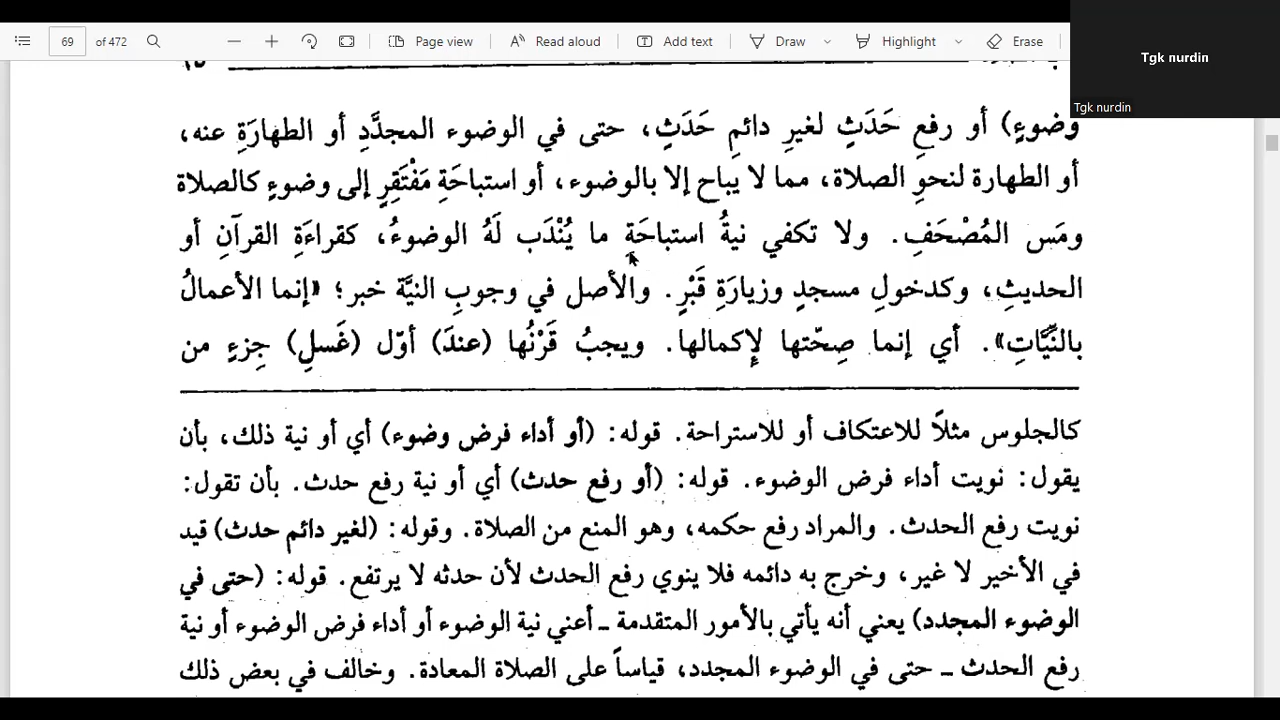 69 of 472 Page view Read aloud Add text Draw Highlight Erase
Tgk nurdin
Tgk nurdin
وضوءٍ) أو رفعِ حَدَثٍ لغيرِ دائمِ حَدَثٍ، حتى في الوضوء المجدَّدِ أو الطهارَةِ عنه،
أو الطهارة لنحوِ الصلاة، مما لا يباح إلا بالوضوء، أو استباحَةِ مَفْتَقِرٍ إلى وضوءٍ كالصلاة
ومَس المُصْحَفِ. ولا تكفي نيةُ استباحَةِ ما يُنْدَب لَهُ الوضوءُ، كقراءَةِ القرآنِ أو
الحديثِ، وكدخولِ مسجدٍ وزيارَةِ قَبْرٍ. والأصل في وجوبِ النيَّة خبر؛ «إنما الأعمالُ
بالنِّيَّاتِ». أي إنما صِحّتها لإِكمالها. ويجبُ قَرْنُها (عندَ) أوّل (غَسلِ) جِزءٍ من
كالجلوس مثلاً للاعتكاف أو للاستراحة. قوله: (أو أداء فرض وضوء) أي أو نية ذلك، بأن
يقول: نويت أداء فرض الوضوء. قوله: (أو رفع حدث) أي أو نية رفع حدث. بأن تقول:
نويت رفع الحدث. والمراد رفع حكمه، وهو المنع من الصلاة. وقوله: (لغير دائم حدث) قيد
في الأخير لا غير، وخرج به دائمه فلا ينوي رفع الحدث لأن حدثه لا يرتفع. قوله: (حتى في
الوضوء المجدد) يعني أنه يأتي بالأمور المتقدمة ـ أعني نية الوضوء أو أداء فرض الوضوء أو نية
رفع الحدث ـ حتى في الوضوء المجدد، قياساً على الصلاة المعادة. وخالف في بعض ذلك